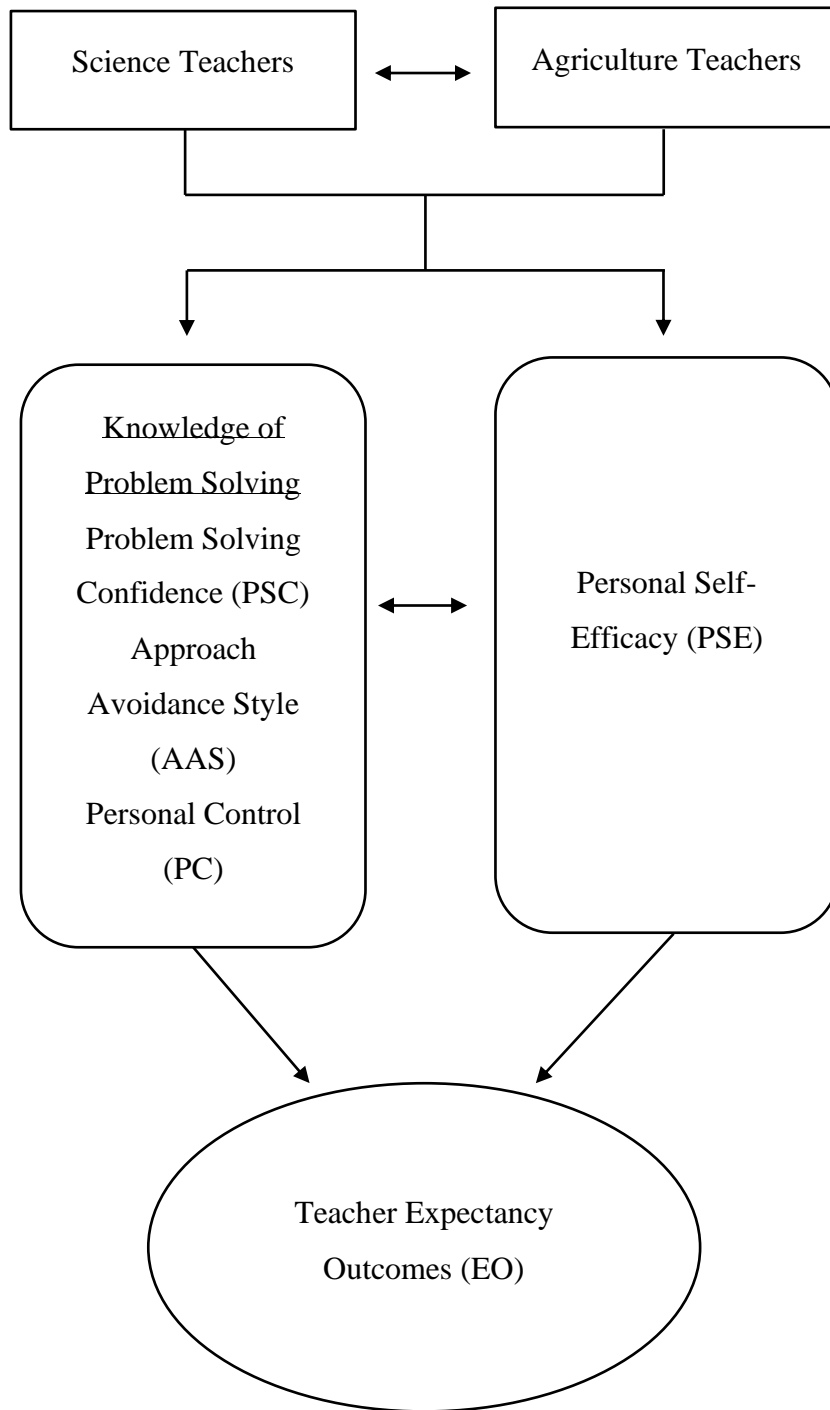 Science Teachers
Agriculture Teachers
Knowledge of
Problem Solving
Problem Solving
Confidence (PSC)
Approach
Avoidance Style
(AAS)
Personal Control
(PC)
Personal Self-
Efficacy (PSE)
Teacher Expectancy
Outcomes (EO)